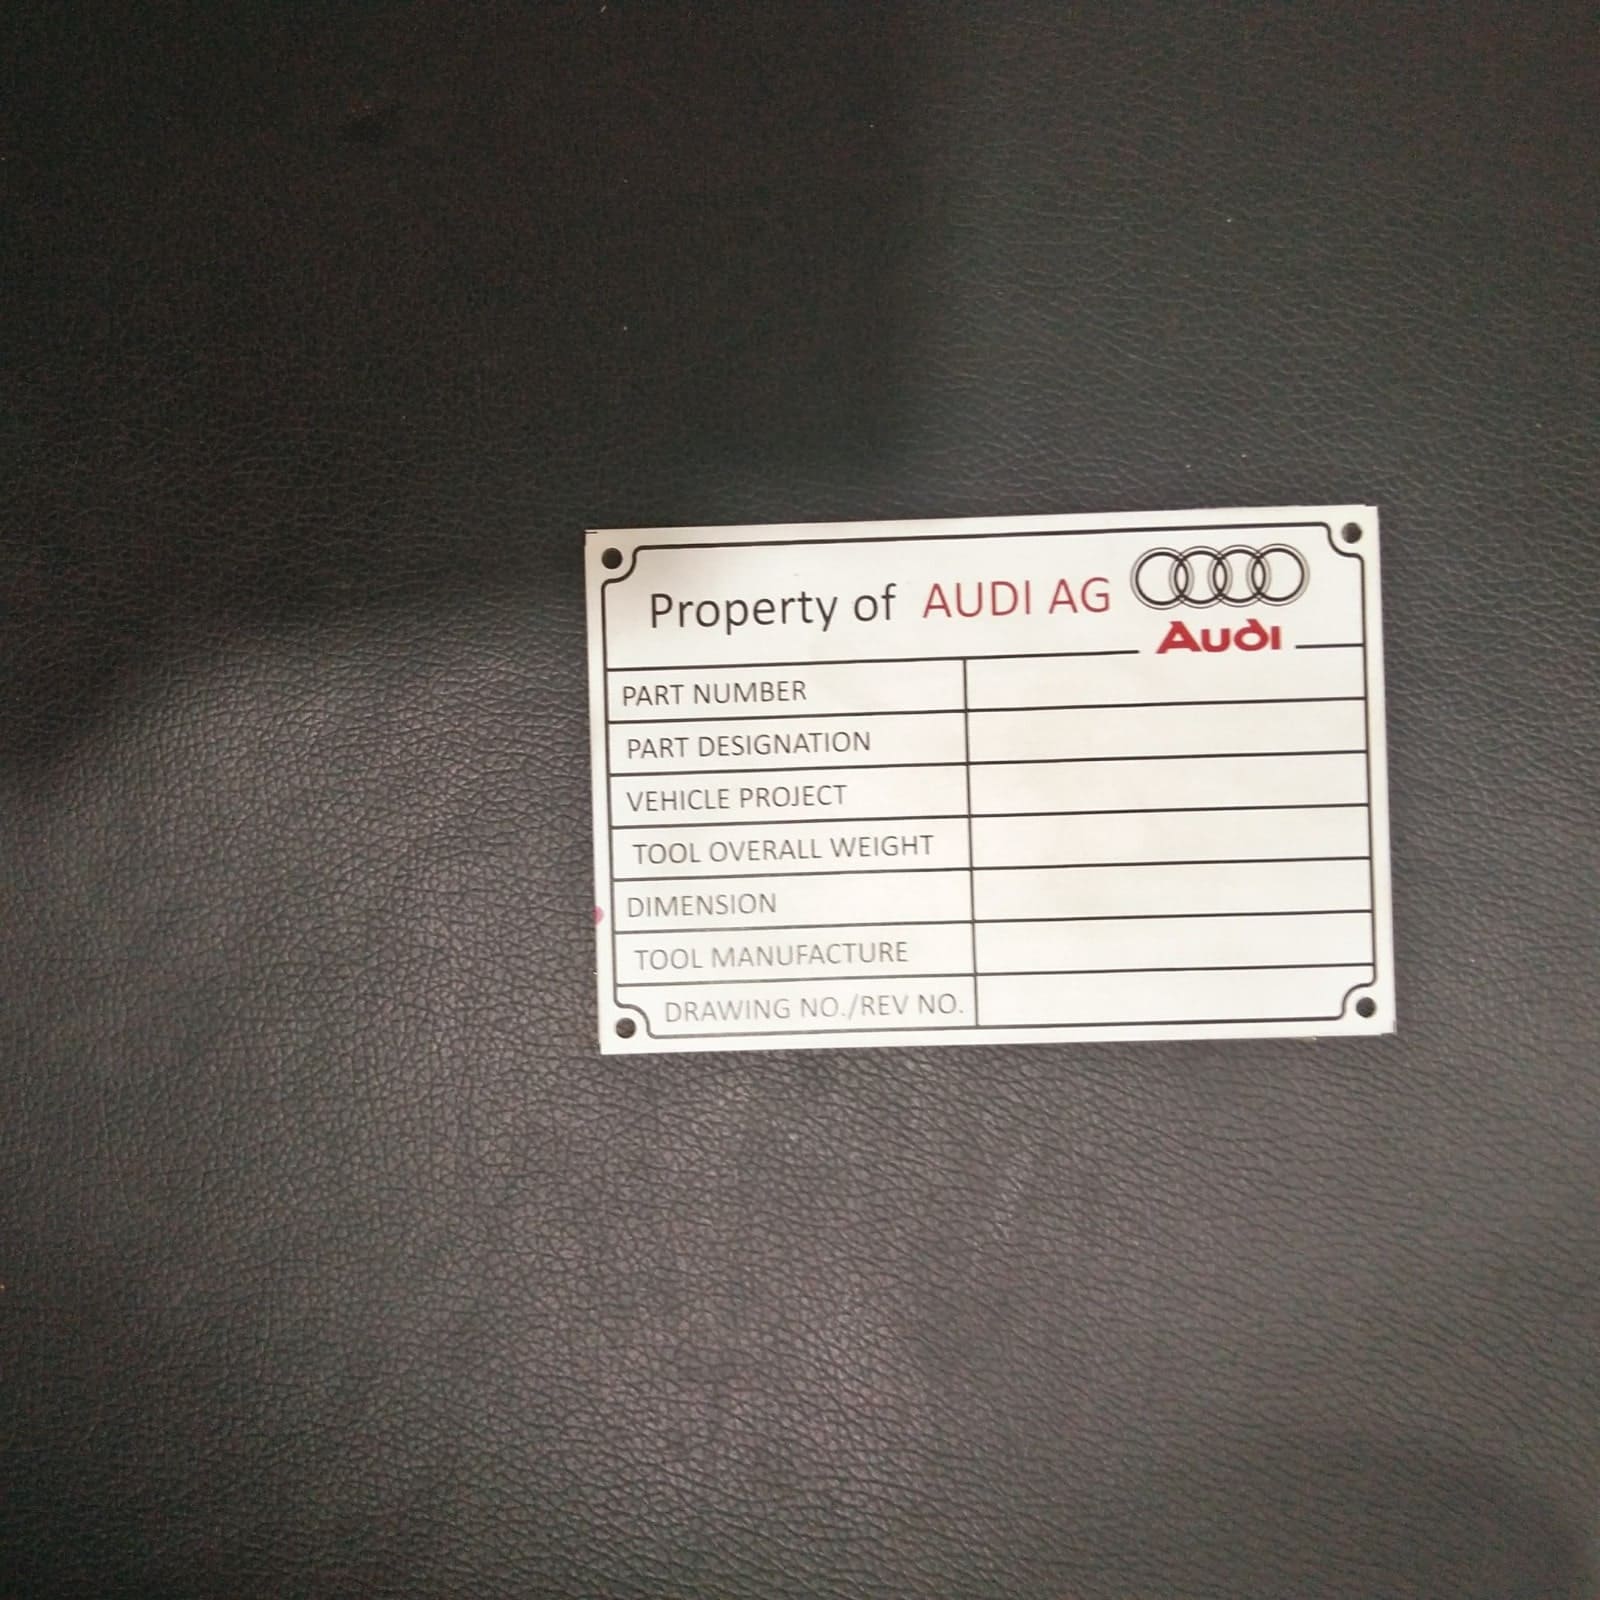 Property of AUDI AG
Audi
PART NUMBER
PART DESIGNATION
VEHICLE PROJECT
TOOL OVERALL WEIGHT
DIMENSION
TOOL MANUFACTURE
DRAWING NO./REV NO.